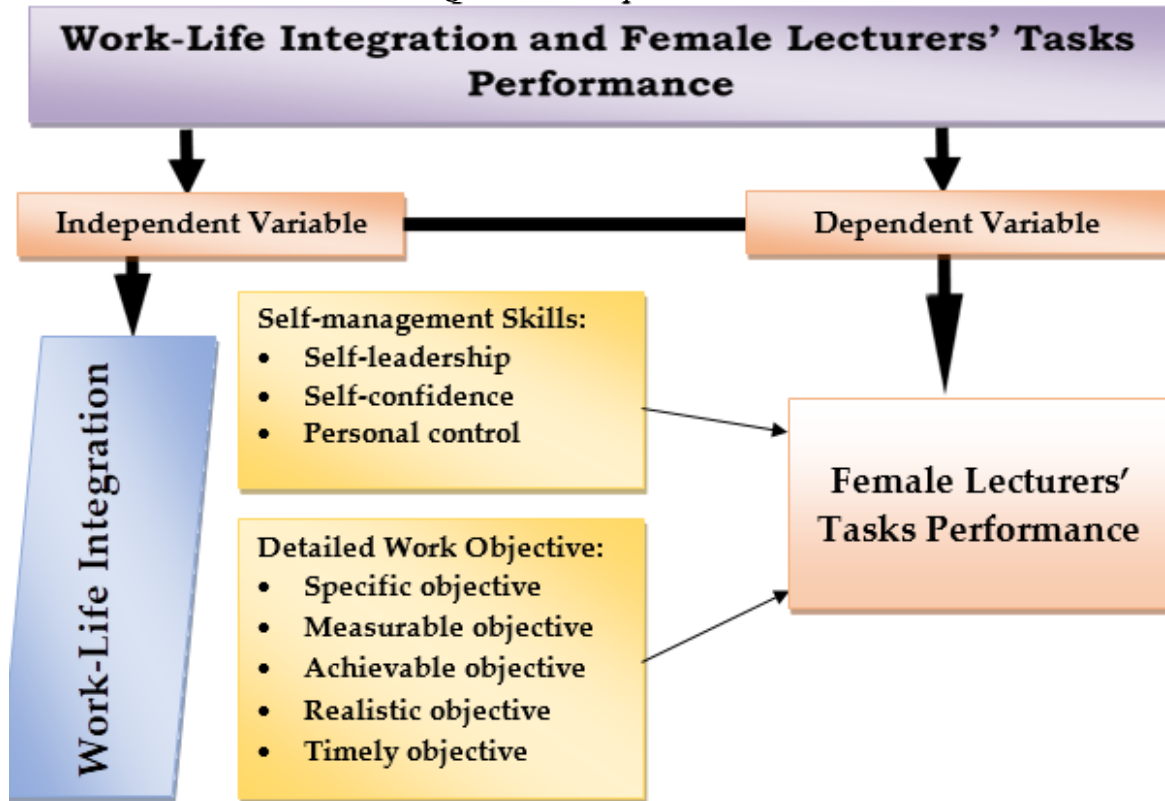 Work-Life Integration and Female Lecturers’ Tasks
Performance
Independent Variable
Dependent Variable
Work-Life Integration
Self-management Skills:
• Self-leadership
• Self-confidence
• Personal control
Detailed Work Objective:
• Specific objective
• Measurable objective
• Achievable objective
• Realistic objective
• Timely objective
Female Lecturers’
Tasks Performance